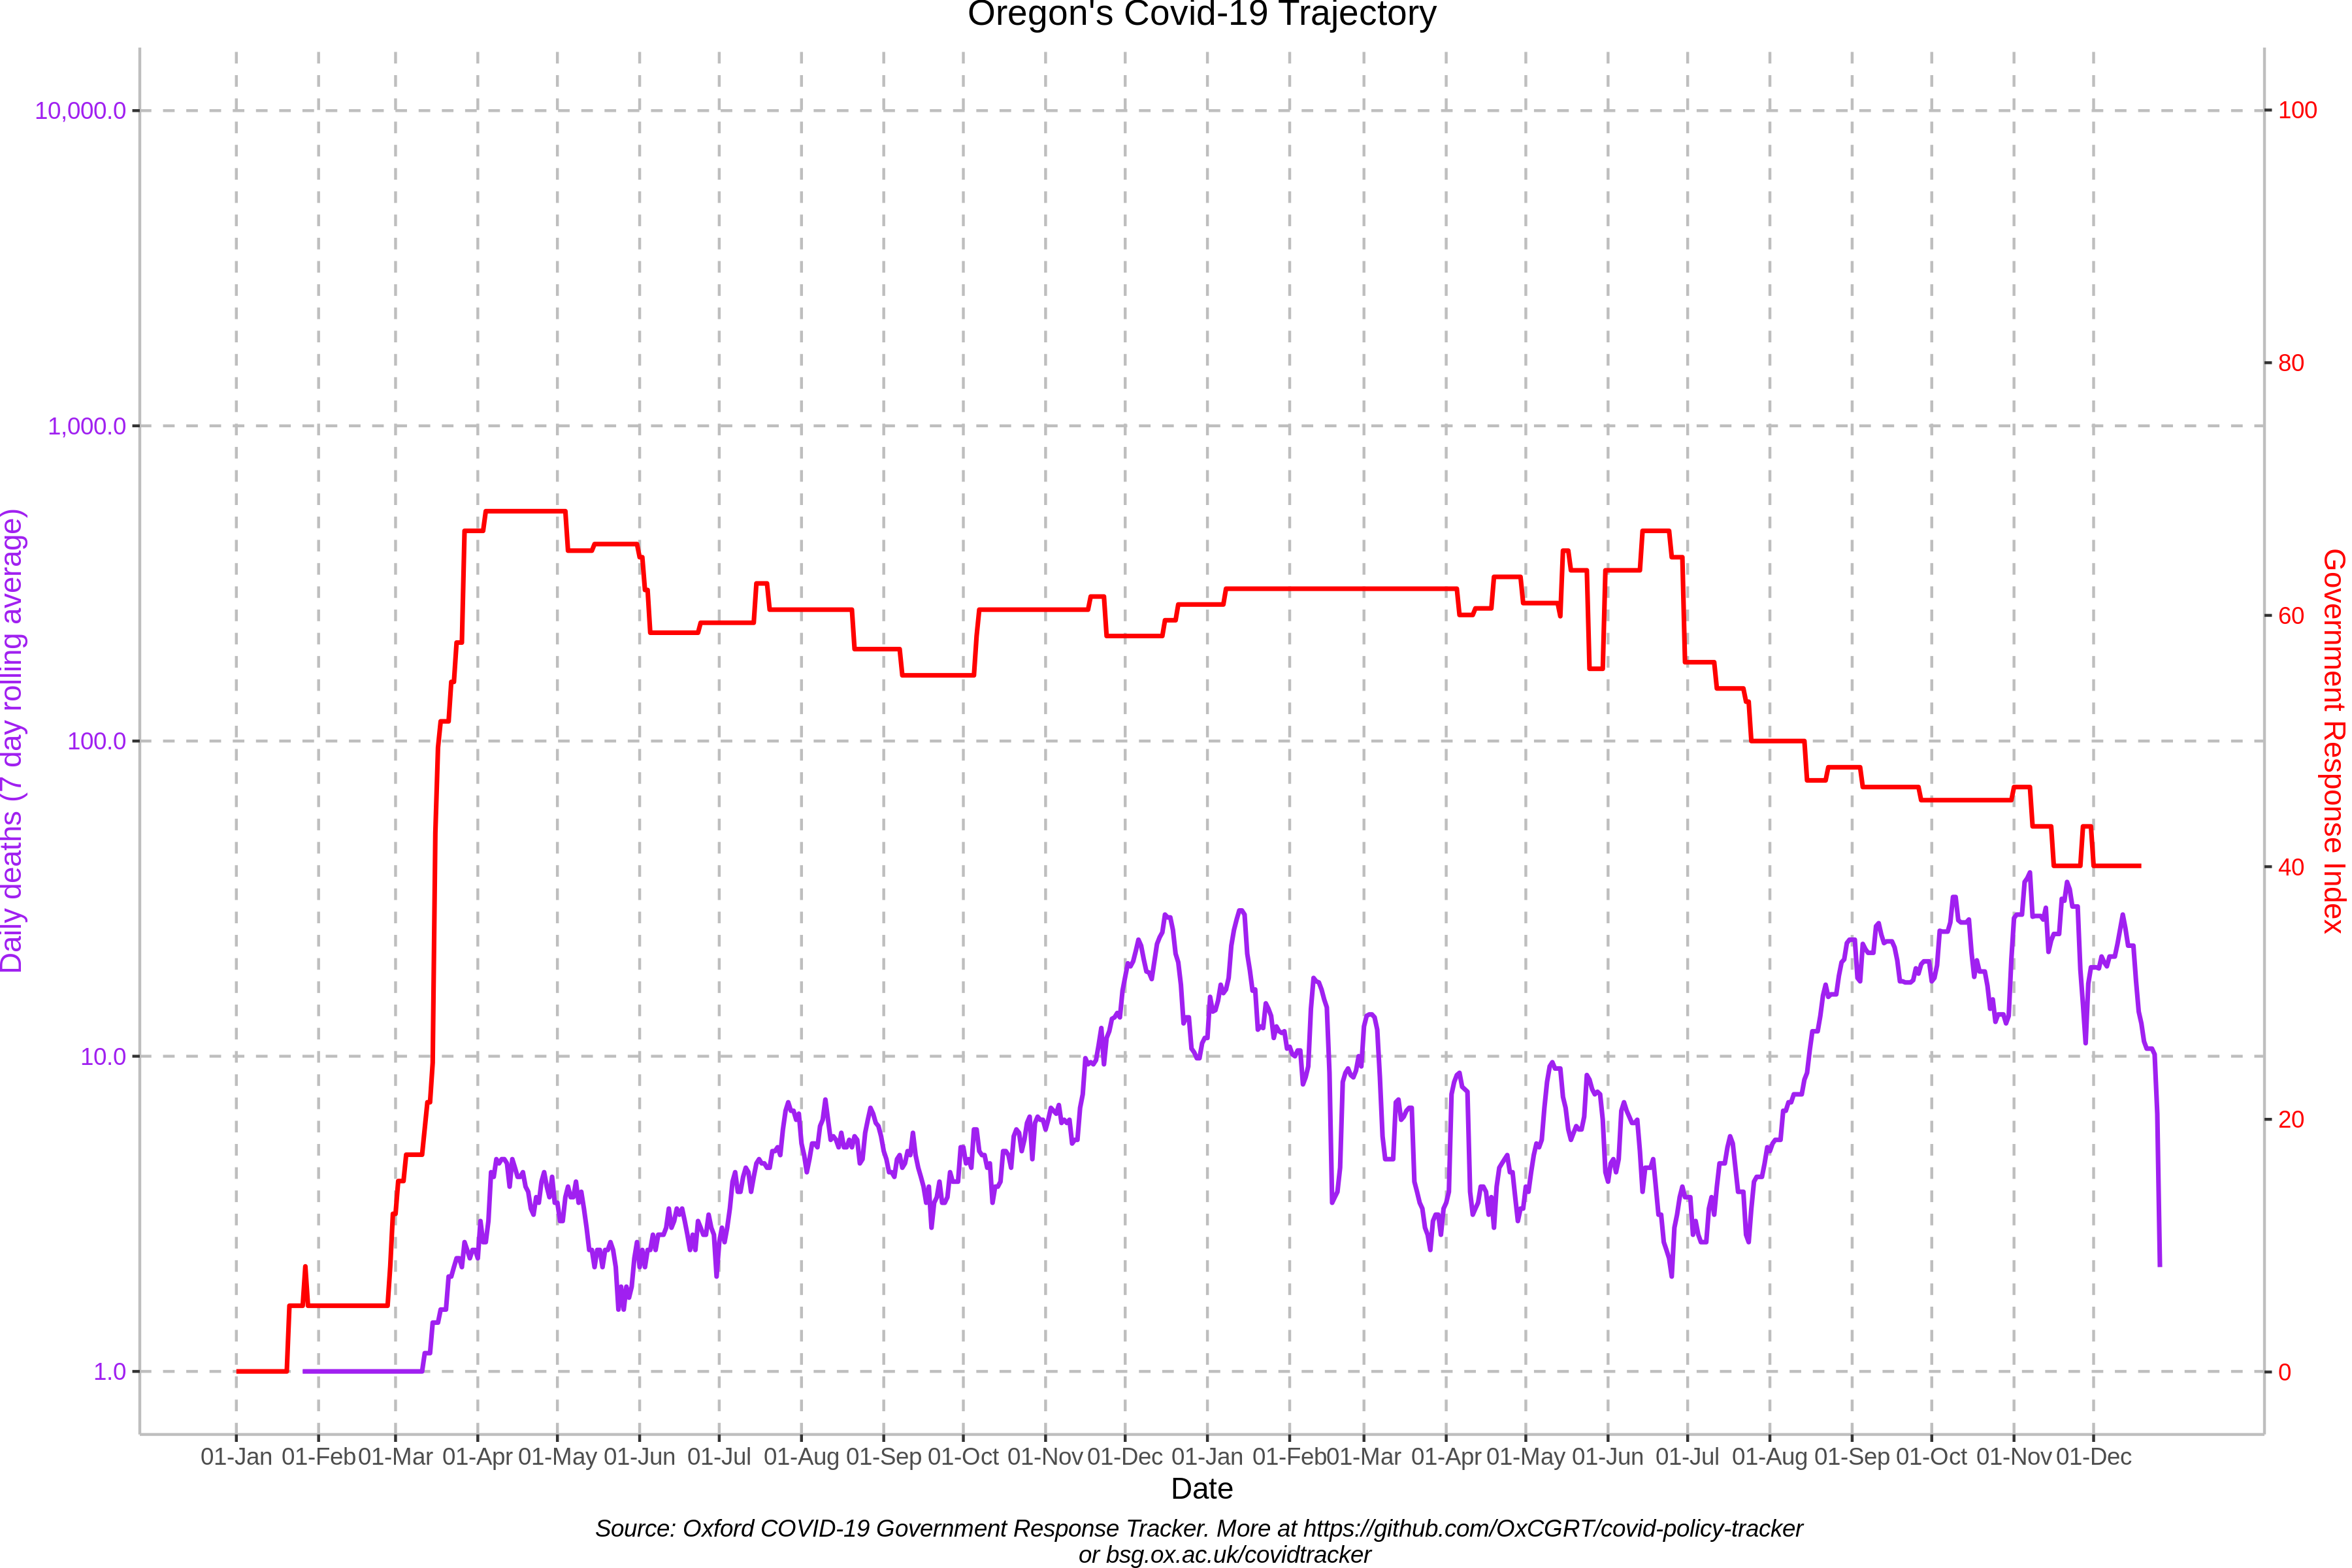 Oregon's Covid-19 Trajectory
10,000.0
1,000.0
100.0
10.0
1.0
Daily deaths (7 day rolling average)
100
80
60
40
20
0
Government Response Index
01-Jan 01-Feb 01-Mar 01-Apr 01-May 01-Jun 01-Jul 01-Aug 01-Sep 01-Oct 01-Nov 01-Dec 01-Jan 01-Feb 01-Mar 01-Apr 01-May 01-Jun 01-Jul 01-Aug 01-Sep 01-Oct 01-Nov 01-Dec
Date
Source: Oxford COVID-19 Government Response Tracker. More at https://github.com/OxCGRT/covid-policy-tracker
or bsg.ox.ac.uk/covidtracker